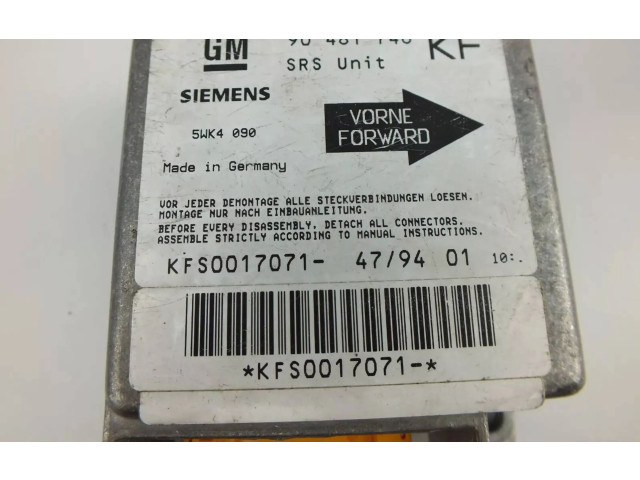 GM
KF
SRS Unit
SIEMENS
5WK4 090
VORNE
FORWARD
Made in Germany
VOR JEDER DEMONTAGE ALLE STECKVERBINDUNGEN LOESEN.
MONTAGE NUR NACH EINBAUANLEITUNG.
BEFORE EVERY DISASSEMBLY, DETACH ALL CONNECTORS.
ASSEMBLE STRICTLY ACCORDING TO MANUAL INSTRUCTIONS.
KFS0017071- 47/94 01 10:.
*KFS0017071-*